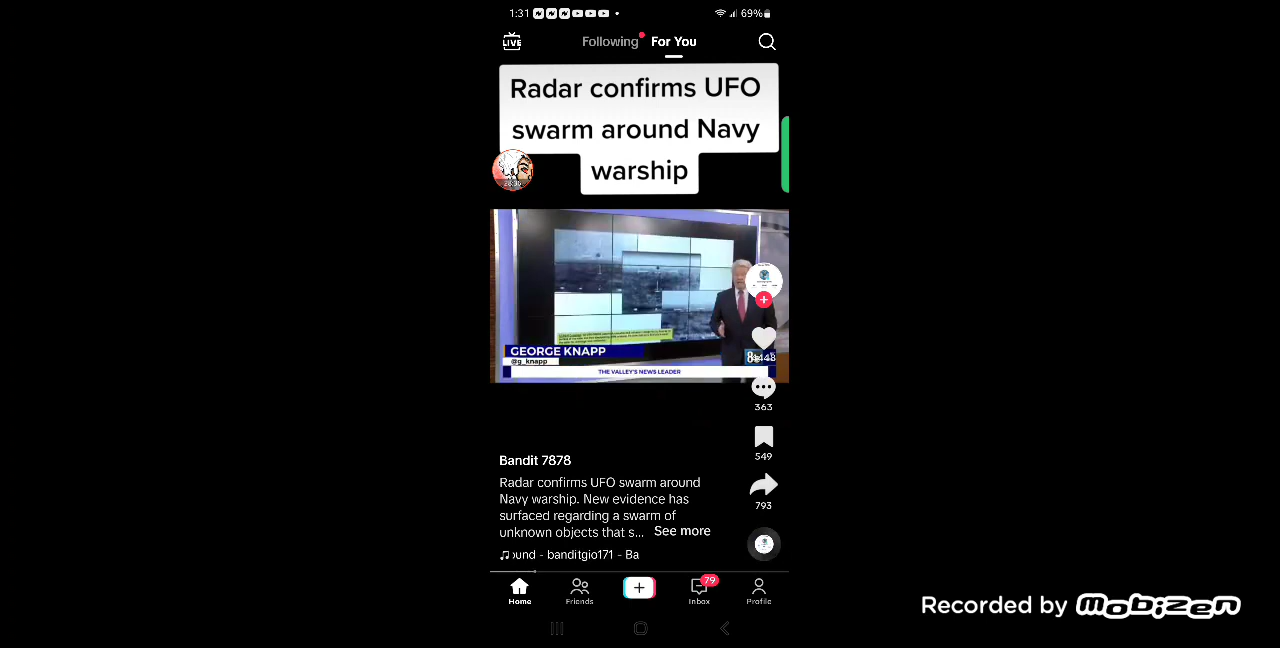 1:31
69%
LIVE
Following
For You
Radar confirms UFO
swarm around Navy
warship
GEORGE KNAPP
@g_knapp
THE VALLEY'S NEWS LEADER
363
549
793
Bandit 7878
Radar confirms UFO swarm around
Navy warship. New evidence has
surfaced regarding a swarm of
unknown objects that s... See more
ound - banditgio171 - Ba
Home
Friends
79
Inbox
Profile
Recorded by mobizen